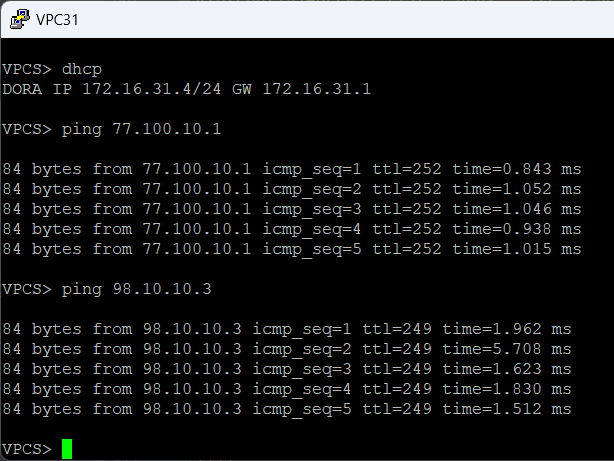 VPC31
VPCS> dhcp
DORA IP 172.16.31.4/24 GW 172.16.31.1
VPCS> ping 77.100.10.1
84 bytes from 77.100.10.1 icmp_seq=1 ttl=252 time=0.843 ms
84 bytes from 77.100.10.1 icmp_seq=2 ttl=252 time=1.052 ms
84 bytes from 77.100.10.1 icmp_seq=3 ttl=252 time=1.046 ms
84 bytes from 77.100.10.1 icmp_seq=4 ttl=252 time=0.938 ms
84 bytes from 77.100.10.1 icmp_seq=5 ttl=252 time=1.015 ms
VPCS> ping 98.10.10.3
84 bytes from 98.10.10.3 icmp_seq=1 ttl=249 time=1.962 ms
84 bytes from 98.10.10.3 icmp_seq=2 ttl=249 time=5.708 ms
84 bytes from 98.10.10.3 icmp_seq=3 ttl=249 time=1.623 ms
84 bytes from 98.10.10.3 icmp_seq=4 ttl=249 time=1.830 ms
84 bytes from 98.10.10.3 icmp_seq=5 ttl=249 time=1.512 ms
VPCS>